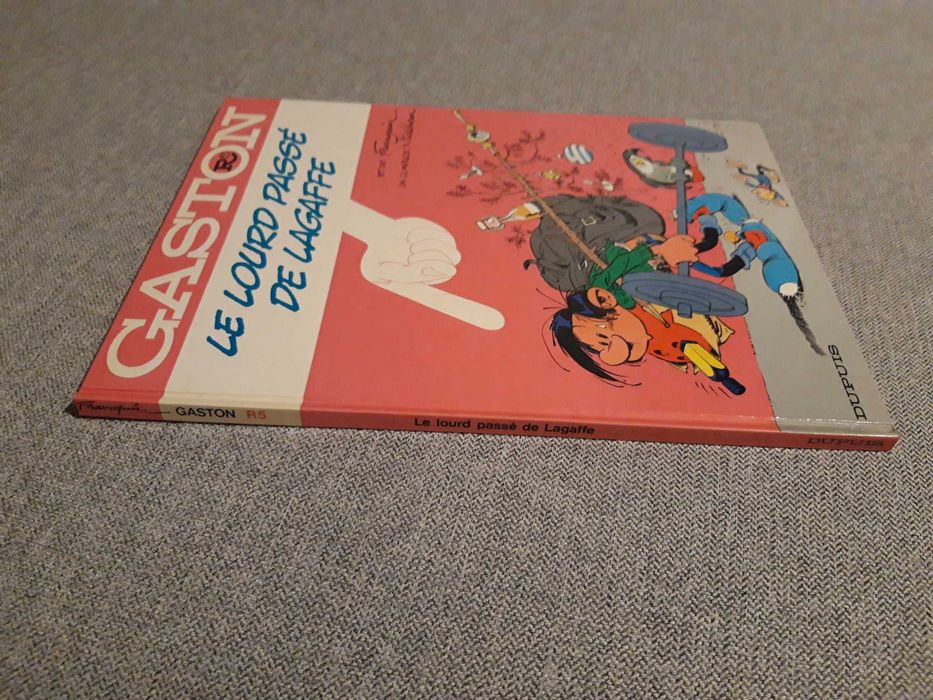 GASTON
R5
LE LOURD PASSÉ
DE LAGAFFE
DUPUIS
Franquin
GASTON R5
Le lourd passé de Lagaffe
DUPUIS